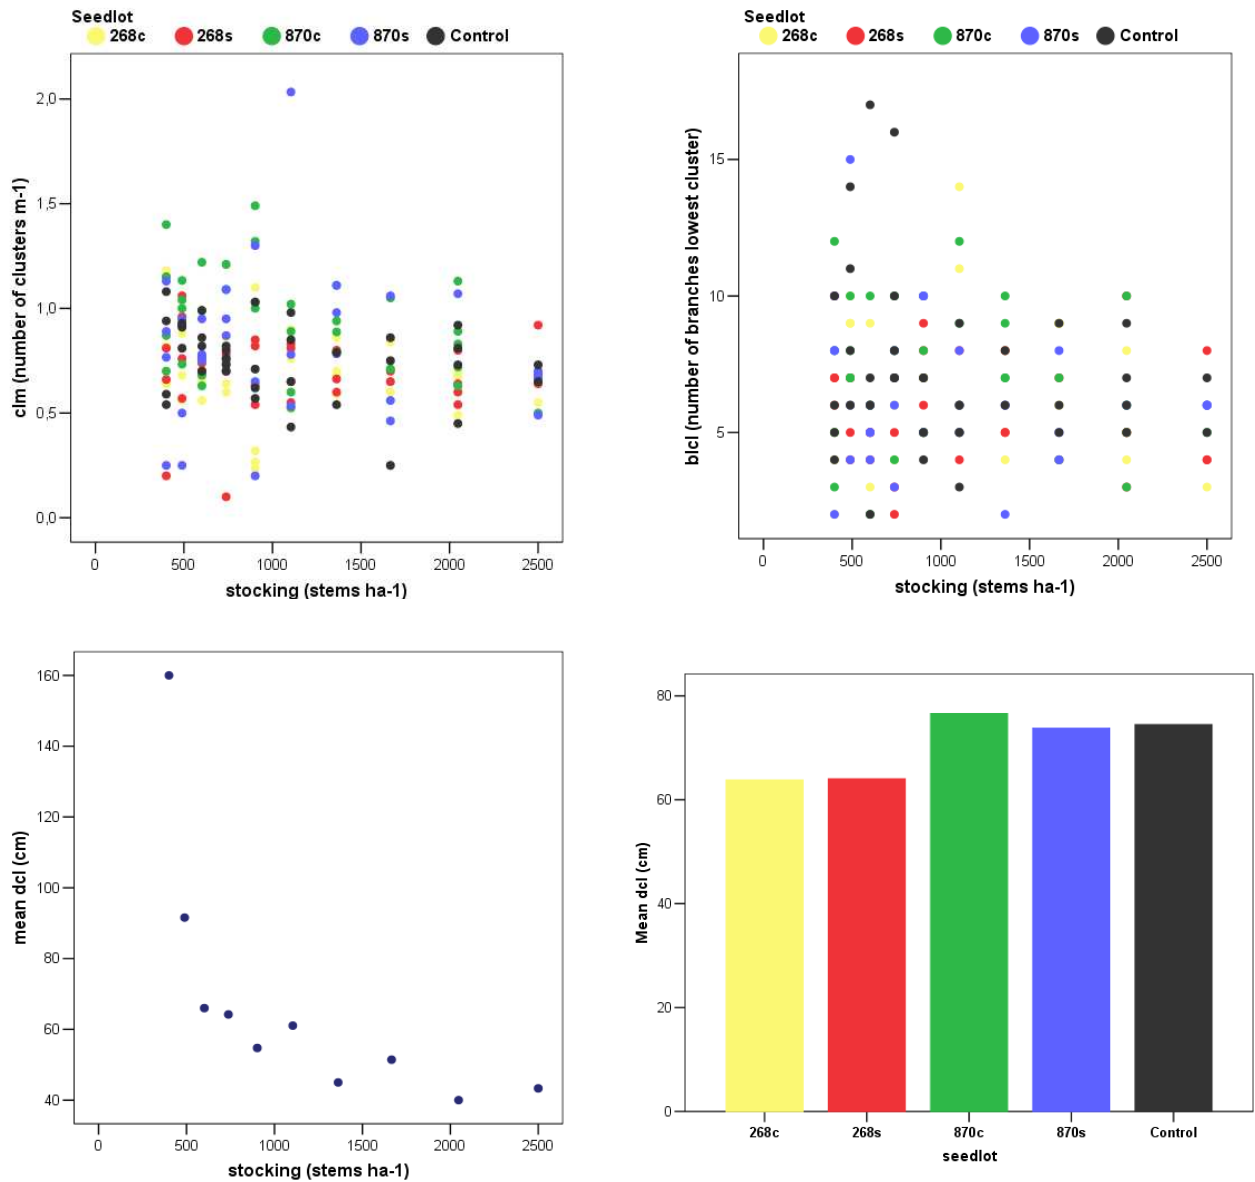 Seedlot
268c 268s 870c 870s Control
clm (number of clusters m-1)
2,0
1,5
1,0
0,5
0,0
0 500 1000 1500 2000 2500
stocking (stems ha-1)
Seedlot
268c 268s 870c 870s Control
blcl (number of branches lowest cluster)
15
10
5
0 500 1000 1500 2000 2500
stocking (stems ha-1)
mean dcl (cm)
160
140
120
100
80
60
40
0 500 1000 1500 2000 2500
stocking (stems ha-1)
Mean dcl (cm)
80
60
40
20
0
268c 268s 870c 870s Control
seedlot